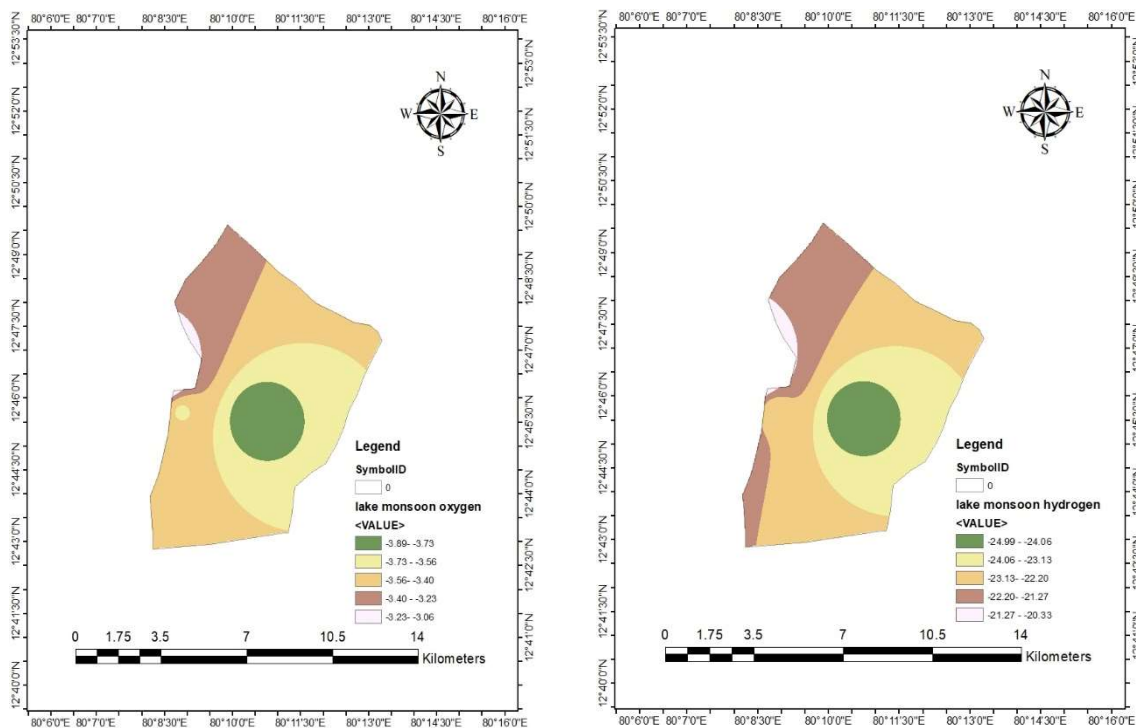 80°6'0"E 80°7'0"E 80°8'30"E 80°10'0"E 80°11'30"E 80°13'0"E 80°14'30"E 80°16'0"E
12°53'30"N
12°52'0"N
12°50'30"N
12°49'0"N
12°47'30"N
12°46'0"N
12°44'30"N
12°43'0"N
12°41'30"N
12°40'0"N
N
W E
S
12°53'0"N
12°51'30"N
12°50'0"N
12°48'30"N
12°47'0"N
12°45'30"N
12°44'0"N
12°42'30"N
12°41'0"N
Legend
SymbolID
0
lake monsoon oxygen
<VALUE>
-3.89- -3.73
-3.73 - -3.56
-3.56- -3.40
-3.40 - -3.23
-3.23- -3.06
0 1.75 3.5 7 10.5 14
Kilometers
80°6'0"E 80°7'0"E 80°8'30"E 80°10'0"E 80°11'30"E 80°13'0"E 80°14'30"E 80°16'0"E
80°6'0"E 80°7'0"E 80°8'30"E 80°10'0"E 80°11'30"E 80°13'0"E 80°14'30"E 80°16'0"E
12°53'30"N
12°52'0"N
12°50'30"N
12°49'0"N
12°47'30"N
12°46'0"N
12°44'30"N
12°43'0"N
12°41'30"N
12°40'0"N
N
W E
S
Legend
SymbolID
0
lake monsoon hydrogen
<VALUE>
-24.99 - -24.06
-24.06 - -23.13
-23.13- -22.20
-22.20- -21.27
-21.27- -20.33
0 1.75 3.5 7 10.5 14
Kilometers
80°6'0"E 80°7'0"E 80°8'30"E 80°10'0"E 80°11'30"E 80°13'0"E 80°14'30"E 80°16'0"E